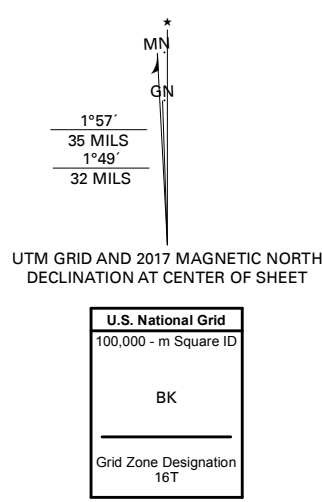 MN
GN
1°57´
35 MILS
1°49´
32 MILS
UTM GRID AND 2017 MAGNETIC NORTH
DECLINATION AT CENTER OF SHEET
U.S. National Grid
100,000 - m Square ID
BK
Grid Zone Designation
16T